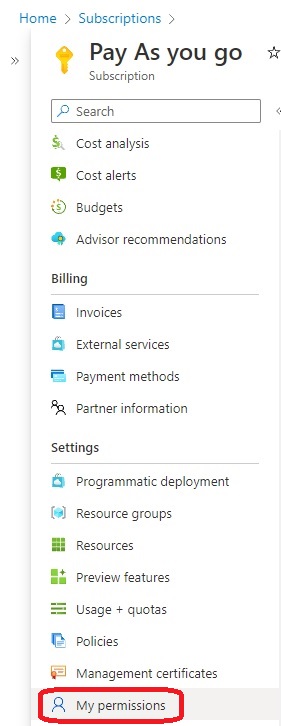 Home > Subscriptions >
Pay As you go
Subscription
Search
Cost analysis
Cost alerts
Budgets
Advisor recommendations
Billing
Invoices
External services
Payment methods
Partner information
Settings
Programmatic deployment
Resource groups
Resources
Preview features
Usage + quotas
Policies
Management certificates
My permissions